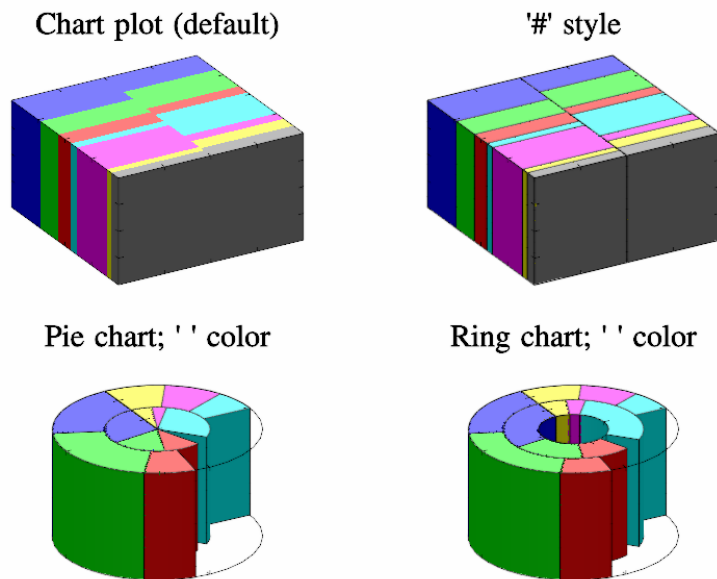 Chart plot (default)
'#' style
Pie chart; ' ' color
Ring chart; ' ' color